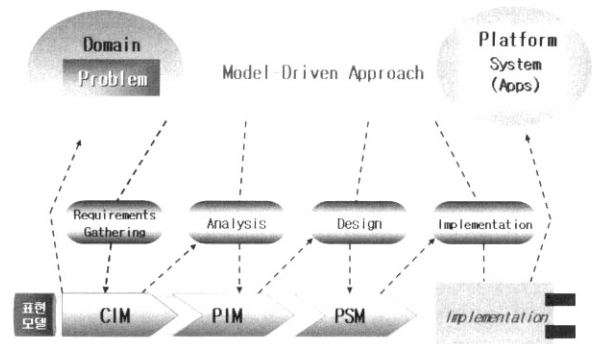 Domain
Problem
Model-Driven Approach
Platform
System
(Apps)
Requirements
Gathering
Analysis
Design
Implementation
표현
모델
CIM
PIM
PSM
Implementation